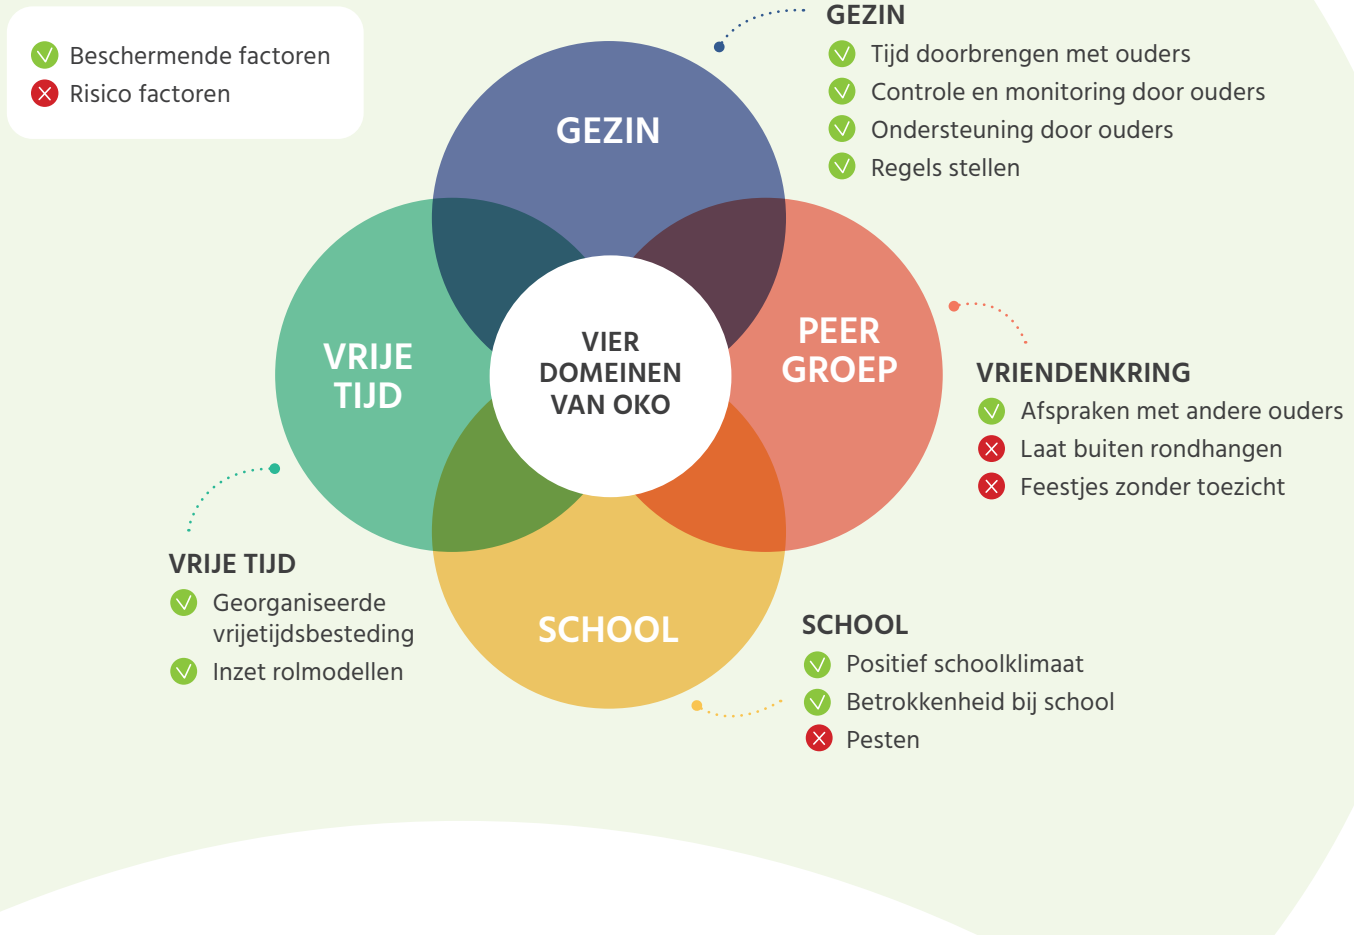 Beschermende factoren
Risico factoren
GEZIN
Tijd doorbrengen met ouders
Controle en monitoring door ouders
Ondersteuning door ouders
Regels stellen
GEZIN
VRIJE
TIJD
VIER
DOMEINEN
VAN OKO
PEER
GROEP
SCHOOL
VRIENDENKRING
Afspraken met andere ouders
Laat buiten rondhangen
Feestjes zonder toezicht
VRIJE TIJD
Georganiseerde
vrijetijdsbesteding
Inzet rolmodellen
SCHOOL
Positief schoolklimaat
Betrokkenheid bij school
Pesten